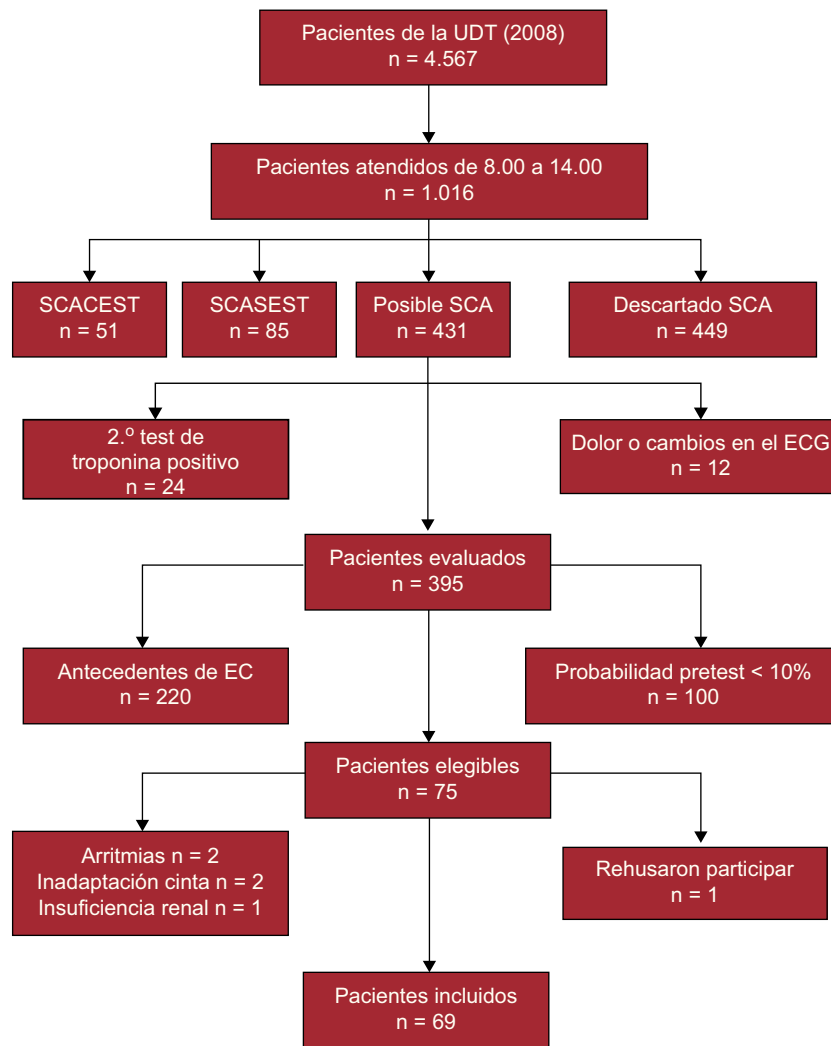 Pacientes de la UDT (2008)
n = 4.567
Pacientes atendidos de 8.00 a 14.00
n = 1.016
SCACEST
n = 51
SCASEST
n = 85
Posible SCA
n = 431
Descartado SCA
n = 449
2.º test de
troponina positivo
n = 24
Dolor o cambios en el ECG
n = 12
Pacientes evaluados
n = 395
Antecedentes de EC
n = 220
Probabilidad pretest < 10%
n = 100
Pacientes elegibles
n = 75
Arritmias n = 2
Inadaptación cinta n = 2
Insuficiencia renal n = 1
Rehusaron participar
n = 1
Pacientes incluidos
n = 69